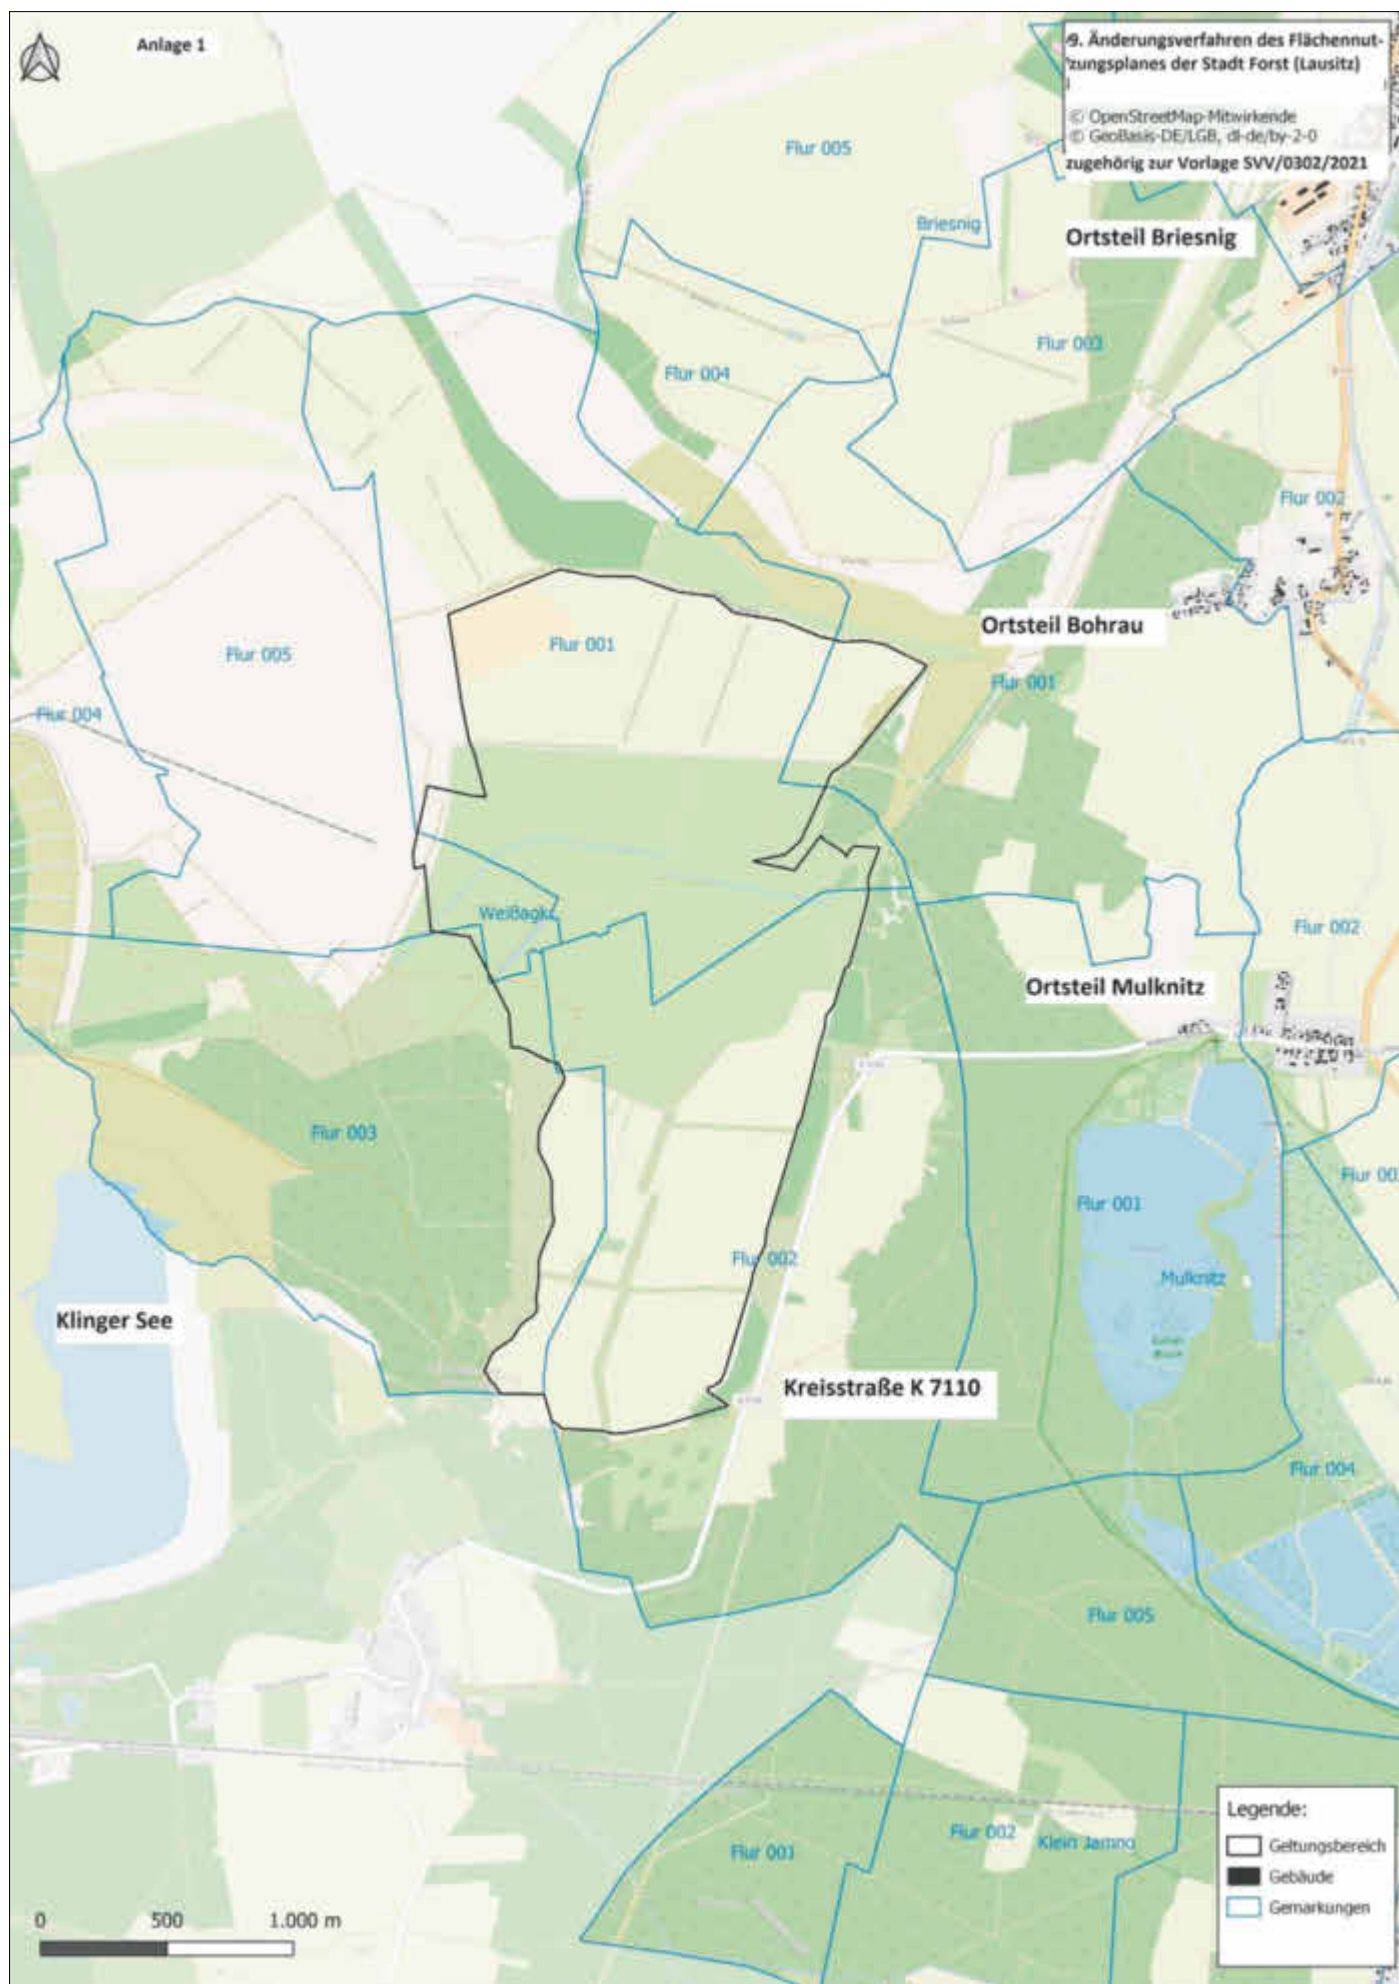 Anlage 1
9. Änderungsverfahren des Flächennut-
zungsplanes der Stadt Forst (Lausitz)
© OpenStreetMap-Mitwirkende
© GeoBasis-DE/LGB, dl-de/by-2-0
zugehörig zur Vorlage SVV/0302/2021
Flur 005
Briesnig
Ortsteil Briesnig
Flur 003
Flur 004
Flur 002
Ortsteil Bohrau
Flur 001
Flur 005
Flur 001
Flur 004
Weißagk
Flur 002
Ortsteil Mulknitz
Flur 003
Flur 00
Flur 001
Flur 002
Mulknitz
Klinger See
Kreisstraße K 7110
Flur 004
Flur 005
Flur 002
Klein Jamno
Flur 001
Legende:
Geltungsbereich
Gebäude
Gemarkungen
0 500 1.000 m